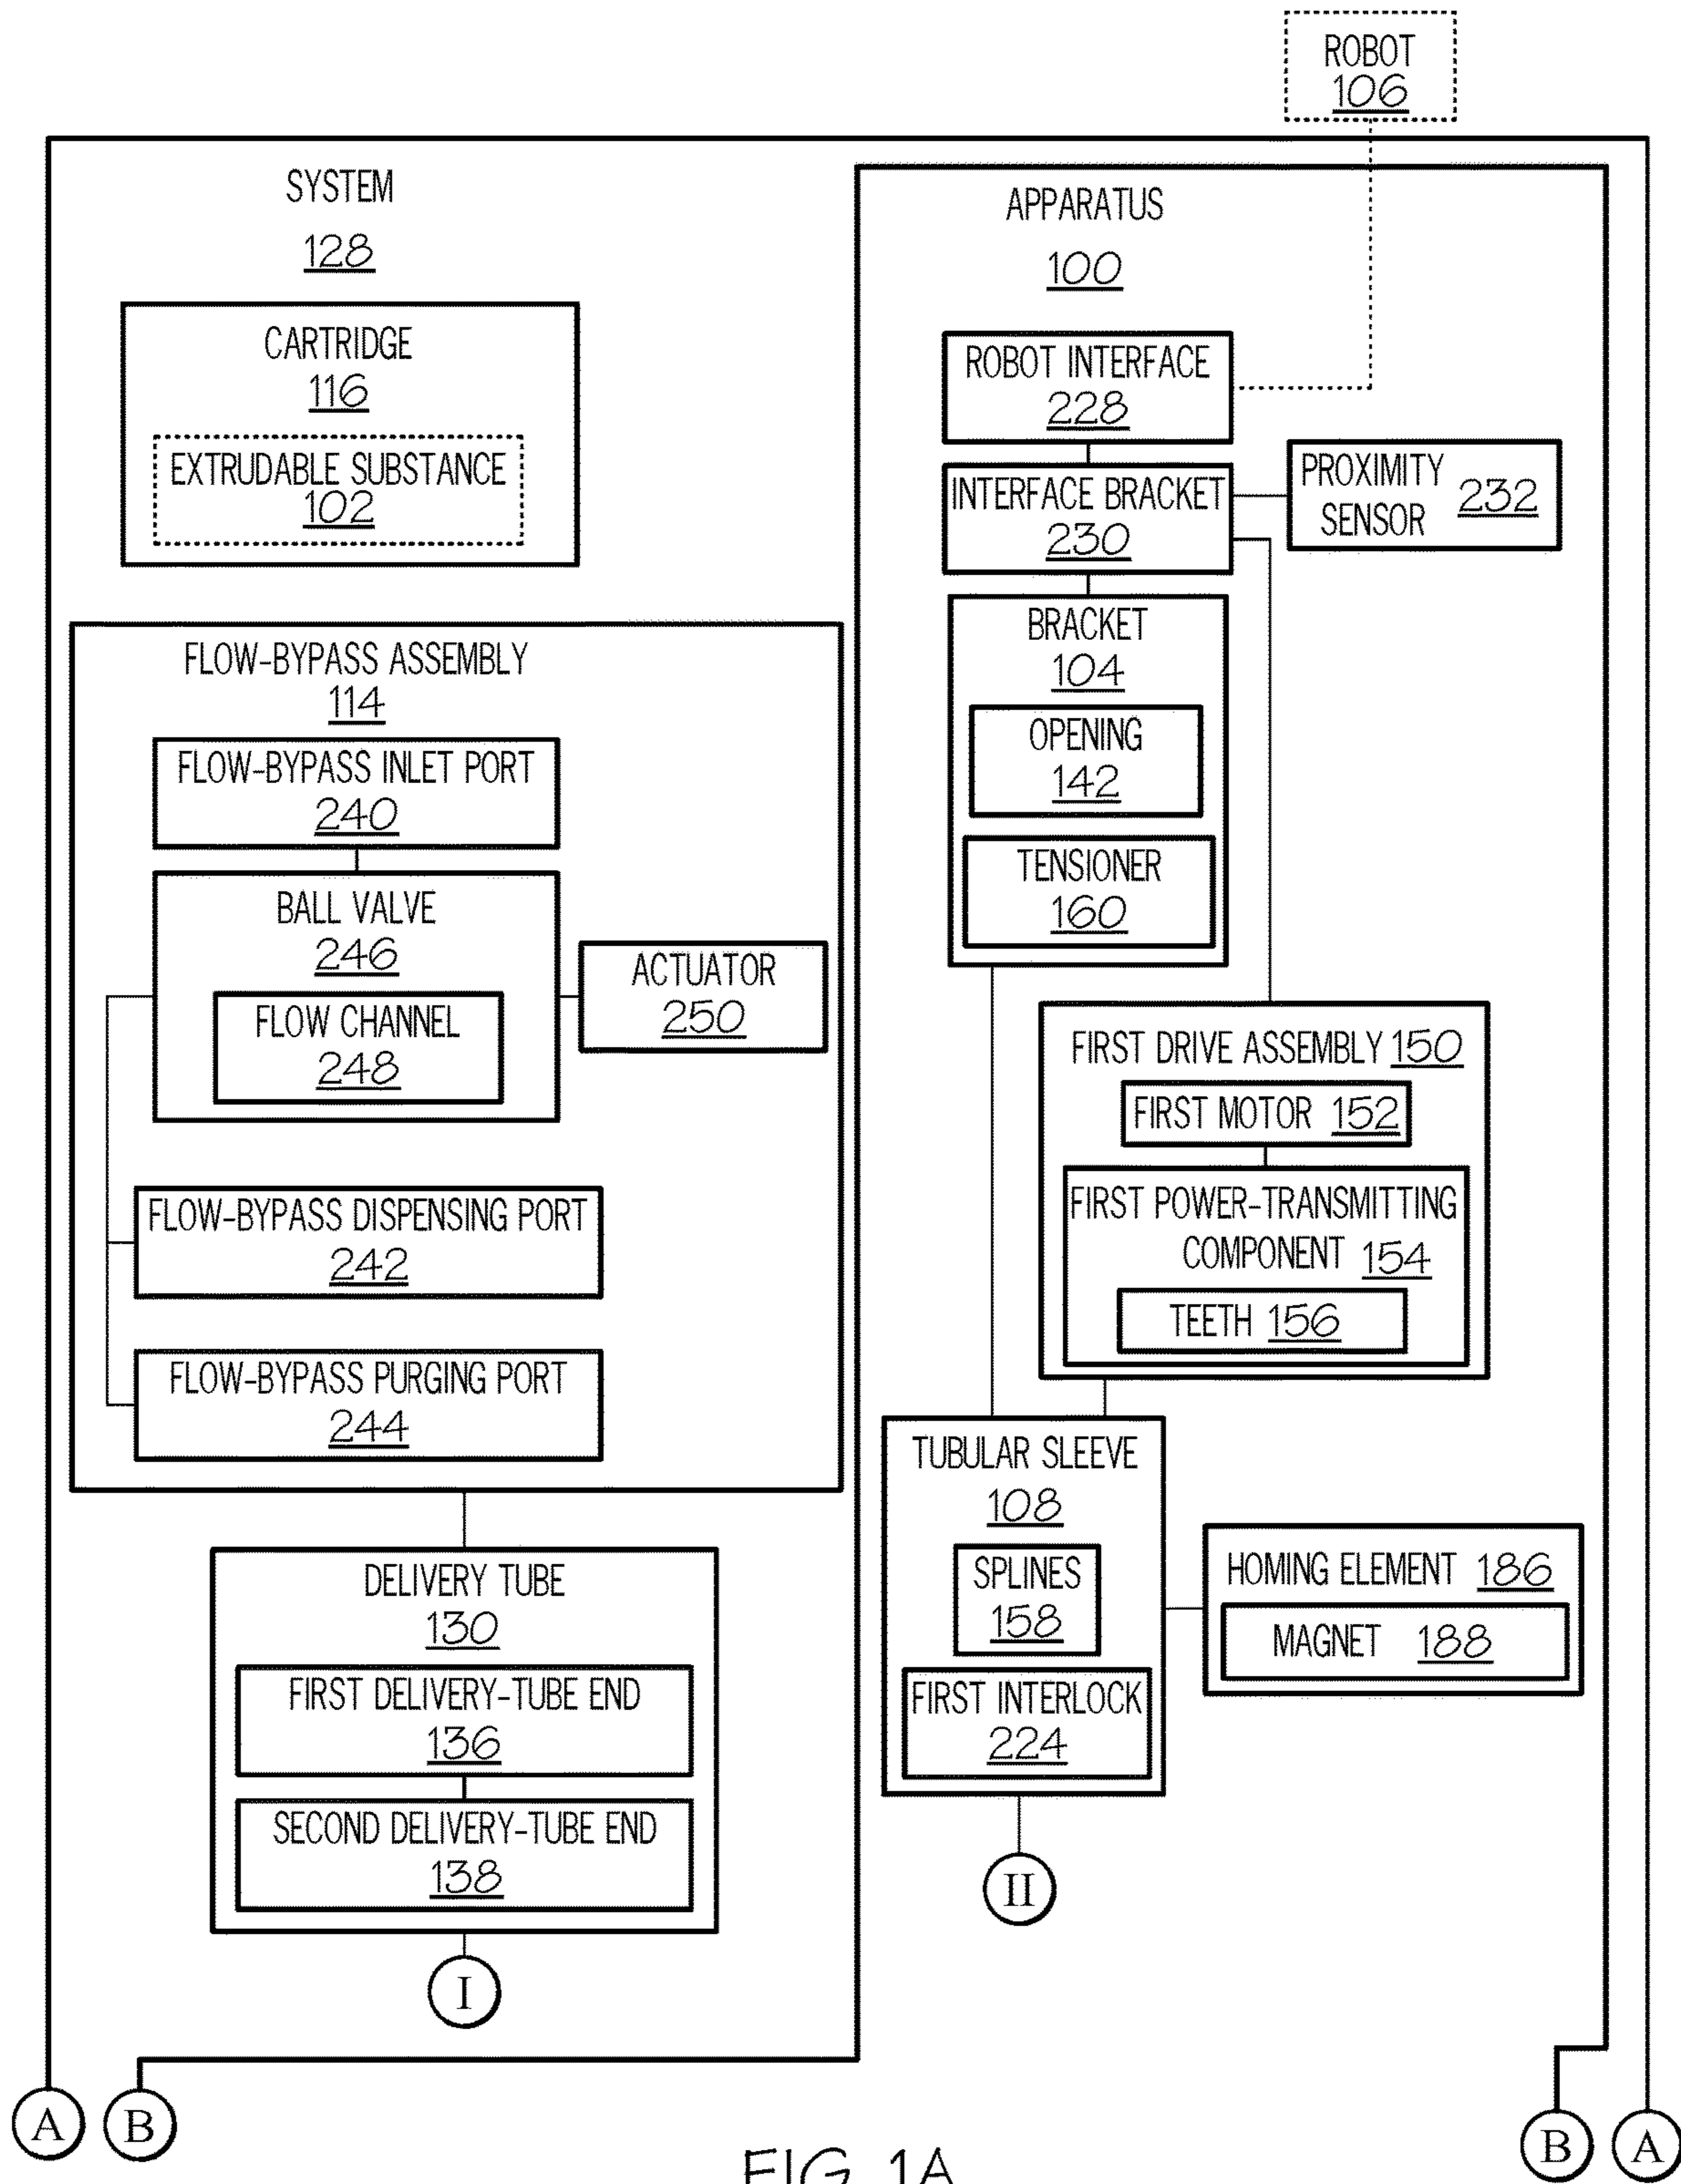 ROBOT
106
SYSTEM
128
CARTRIDGE
116
EXTRUDABLE SUBSTANCE
102
FLOW-BYPASS ASSEMBLY
114
FLOW-BYPASS INLET PORT
240
BALL VALVE
246
FLOW CHANNEL
248
ACTUATOR
250
FLOW-BYPASS DISPENSING PORT
242
FLOW-BYPASS PURGING PORT
244
DELIVERY TUBE
130
FIRST DELIVERY-TUBE END
136
SECOND DELIVERY-TUBE END
138
I
APPARATUS
100
ROBOT INTERFACE
228
INTERFACE BRACKET
230
PROXIMITY
SENSOR 232
BRACKET
104
OPENING
142
TENSIONER
160
FIRST DRIVE ASSEMBLY 150
FIRST MOTOR 152
FIRST POWER-TRANSMITTING
COMPONENT 154
TEETH 156
TUBULAR SLEEVE
108
SPLINES
158
FIRST INTERLOCK
224
HOMING ELEMENT 186
MAGNET 188
II
A B B A
FIG. 1A